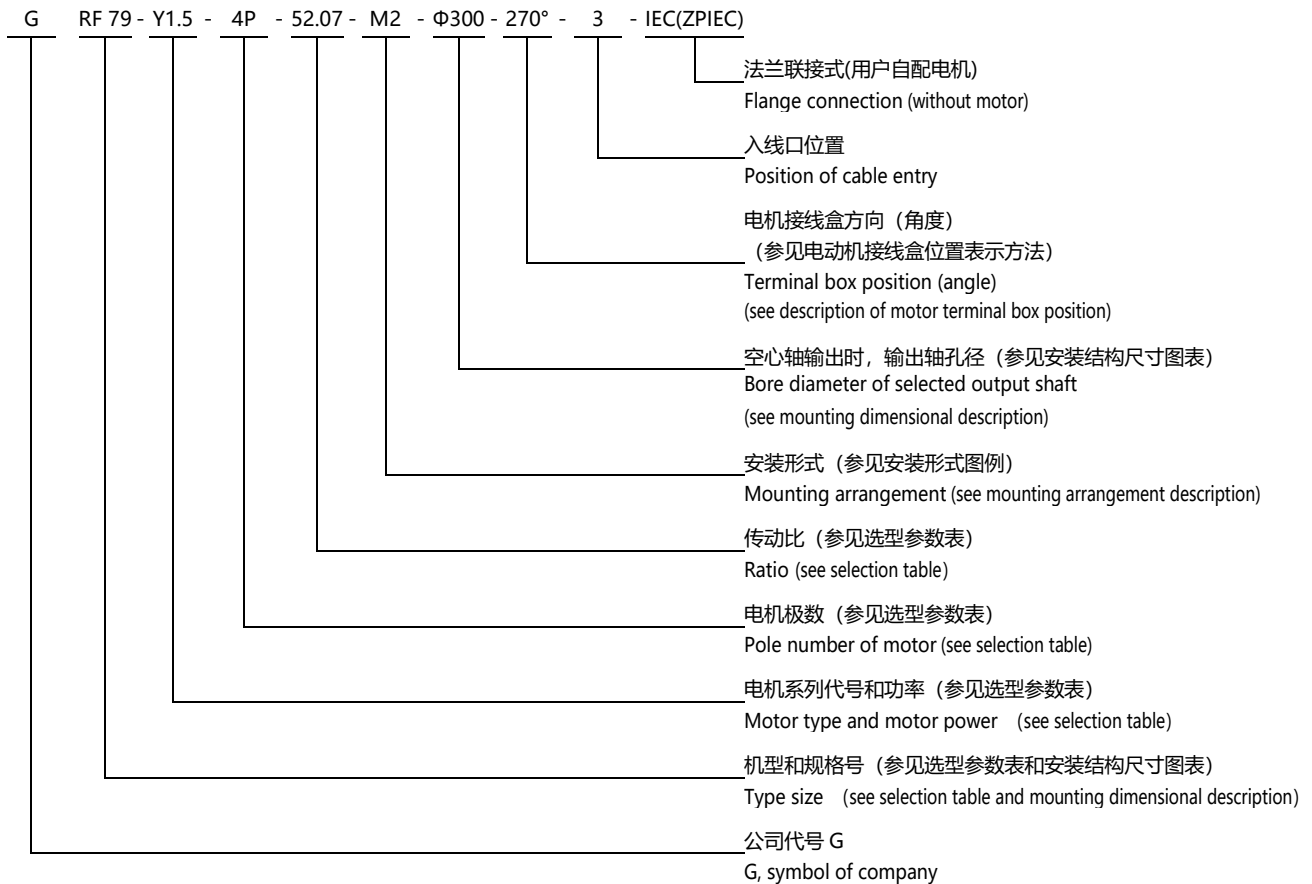 G RF 79 - Y1.5 - 4P - 52.07 - M2 - Φ300 - 270° - 3 - IEC(ZPIEC)
法兰联接式(用户自配电机)
Flange connection (without motor)
入线口位置
Position of cable entry
电机接线盒方向（角度）
（参见电动机接线盒位置表示方法）
Terminal box position (angle)
(see description of motor terminal box position)
空心轴输出时，输出轴孔径（参见安装结构尺寸图表）
Bore diameter of selected output shaft
(see mounting dimensional description)
安装形式（参见安装形式图例）
Mounting arrangement (see mounting arrangement description)
传动比（参见选型参数表）
Ratio (see selection table)
电机极数（参见选型参数表）
Pole number of motor (see selection table)
电机系列代号和功率（参见选型参数表）
Motor type and motor power (see selection table)
机型和规格号（参见选型参数表和安装结构尺寸图表）
Type size (see selection table and mounting dimensional description)
公司代号 G
G, symbol of company